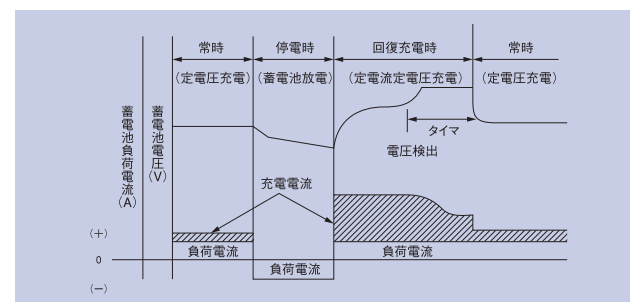 常時
停電時
回復充電時
常時
(定電圧充電)
(蓄電池放電)
(定電流定電圧充電)
(定電圧充電)
蓄電池負荷電流(A)
蓄電池電圧(V)
タイマ
電圧検出
充電電流
(+)
0
(−)
負荷電流
負荷電流
負荷電流